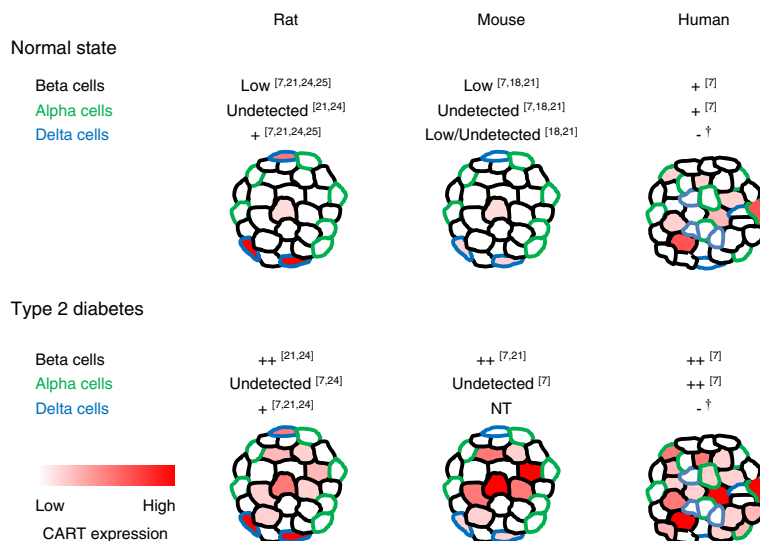 Rat Mouse Human
Normal state
Beta cells Low [7,21,24,25] Low [7,18,21] + [7]
Alpha cells Undetected [21,24] Undetected [7,18,21] + [7]
Delta cells + [7,21,24,25] Low/Undetected [18,21] - †
Type 2 diabetes
Beta cells ++ [21,24] ++ [7,21] ++ [7]
Alpha cells Undetected [7,24] Undetected [7] ++ [7]
Delta cells + [7,21,24] NT - †
Low High
CART expression